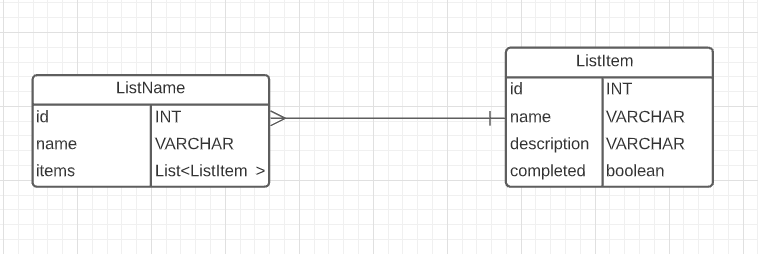 ListName
id INT
name VARCHAR
items List<ListItem >
ListItem
id INT
name VARCHAR
description VARCHAR
completed boolean